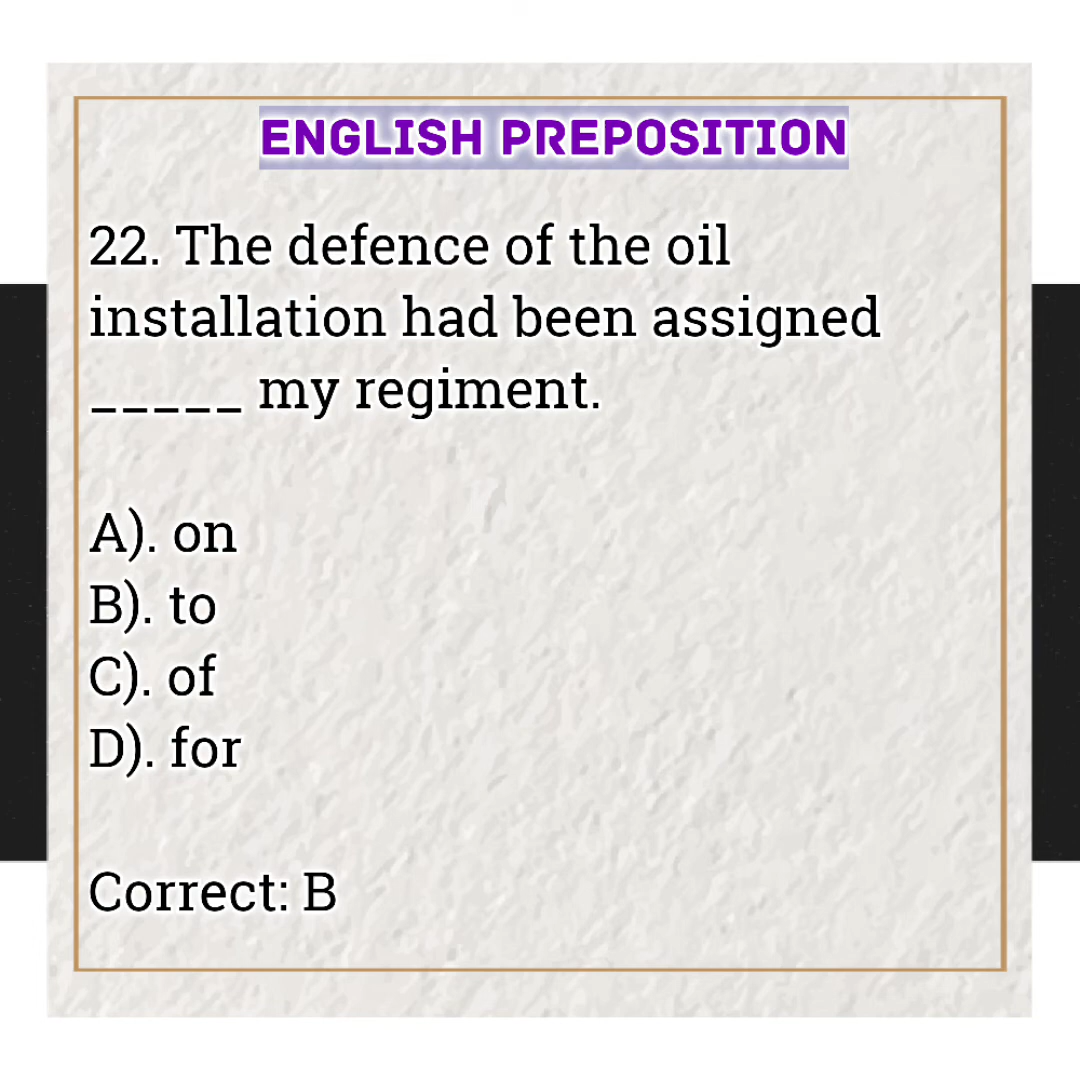 ENGLISH PREPOSITION
22. The defence of the oil
installation had been assigned
_____ my regiment.
A). on
B). to
C). of
D). for
Correct: B